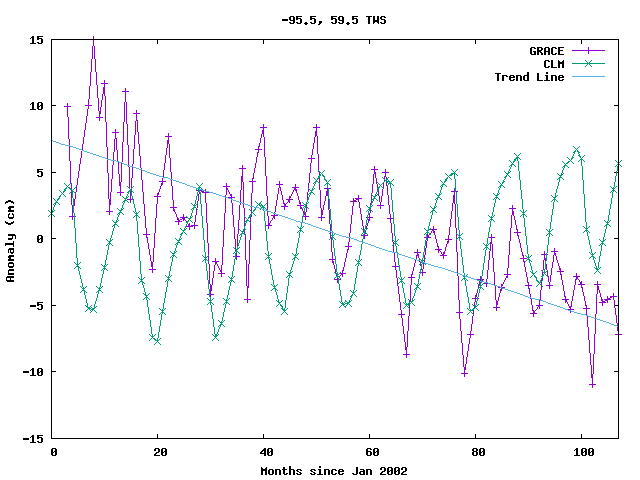 -95.5, 59.5 TWS
GRACE
CLM
Trend Line
Anomaly (cm)
15
10
5
0
-5
-10
-15
0 20 40 60 80 100
Months since Jan 2002